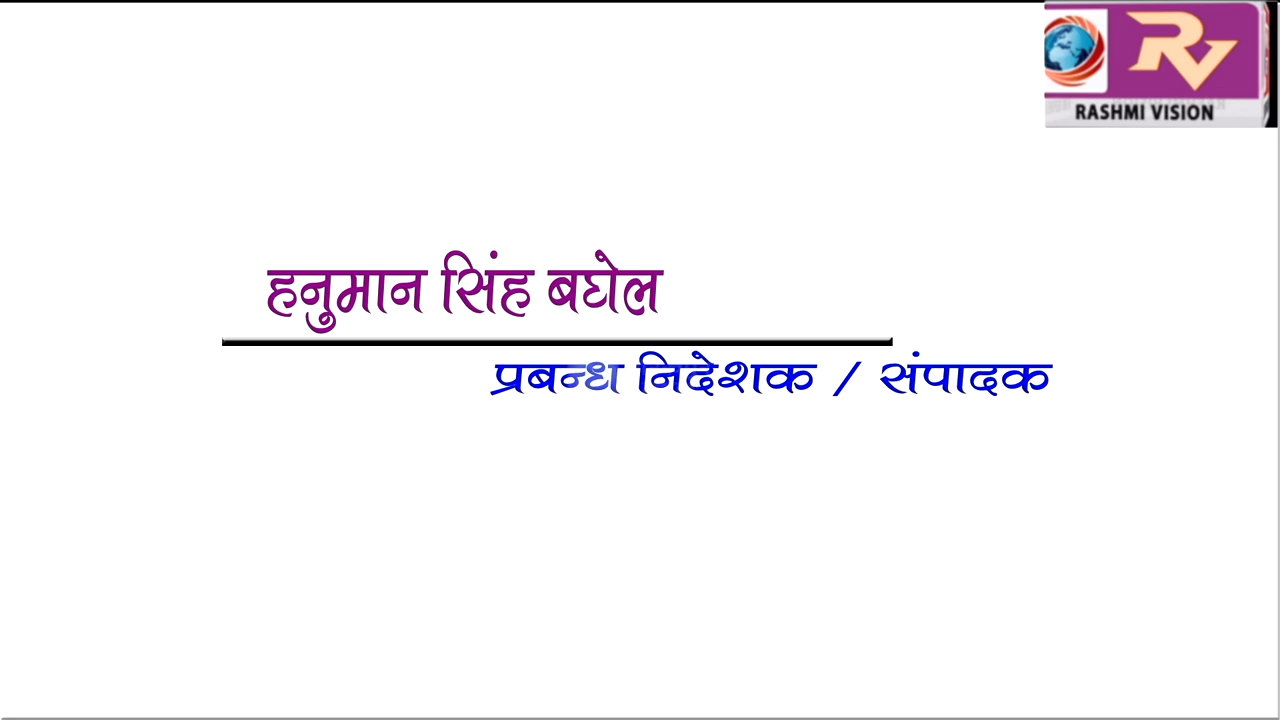 RV
RASHMI VISION
हनुमान सिंह बघेल
प्रबन्ध निदेशक / संपादक